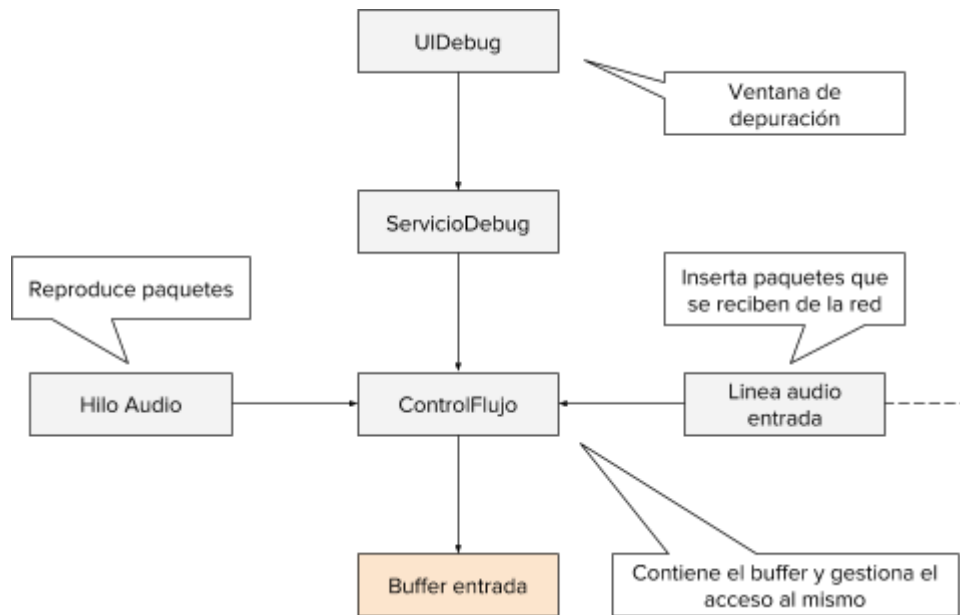 UIDebug
Ventana de
depuración
ServicioDebug
Reproduce paquetes
Inserta paquetes que
se reciben de la red
Hilo Audio
ControlFlujo
Linea audio
entrada
Buffer entrada
Contiene el buffer y gestiona el
acceso al mismo